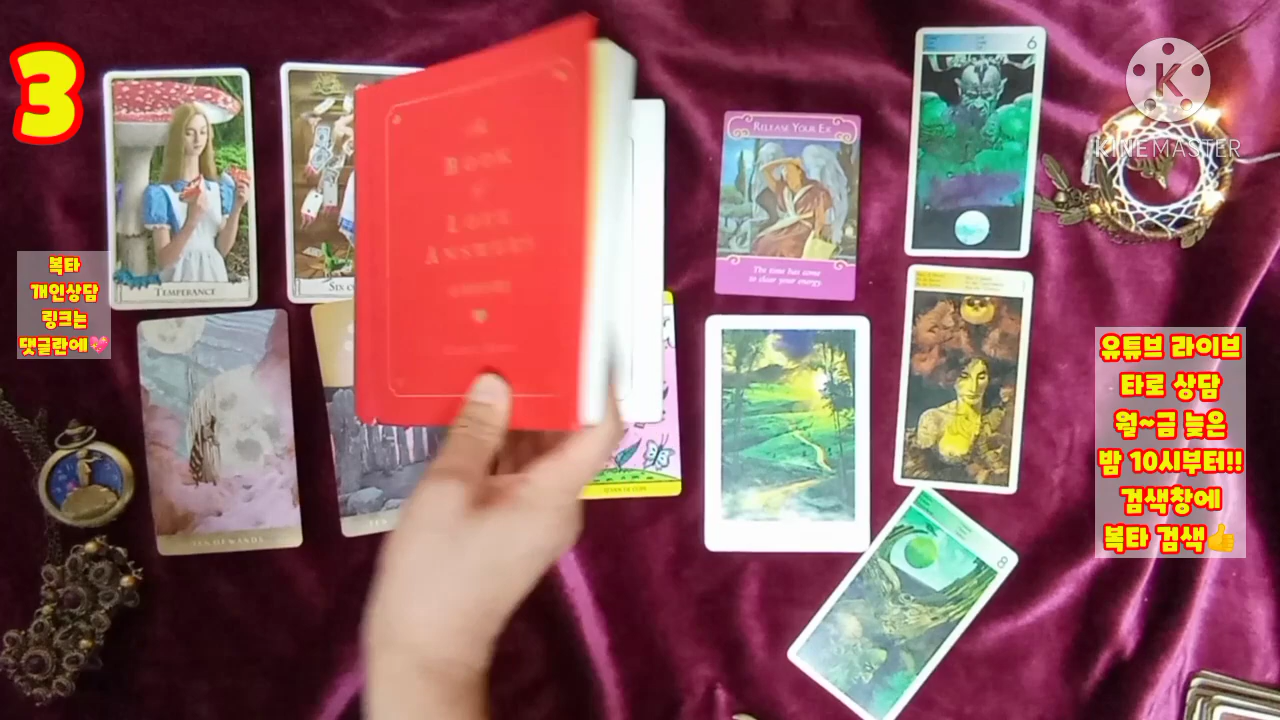 3
복타
개인상담
링크는
댓글란에💖
TEMPERANCE
SIX
BOOK
LOVE
ANSWERS
RELEASE YOUR EX
The time has come
to clear your energy.
6
KINEMASTER
K
TEN OF WANDS
TEN
8
유튜브 라이브
타로 상담
월~금 늦은
밤 10시부터!!
검색창에
복타 검색👍